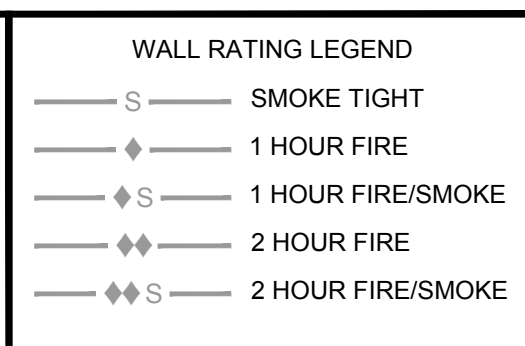 WALL RATING LEGEND
S SMOKE TIGHT
♦ 1 HOUR FIRE
♦S 1 HOUR FIRE/SMOKE
♦♦ 2 HOUR FIRE
♦♦S 2 HOUR FIRE/SMOKE